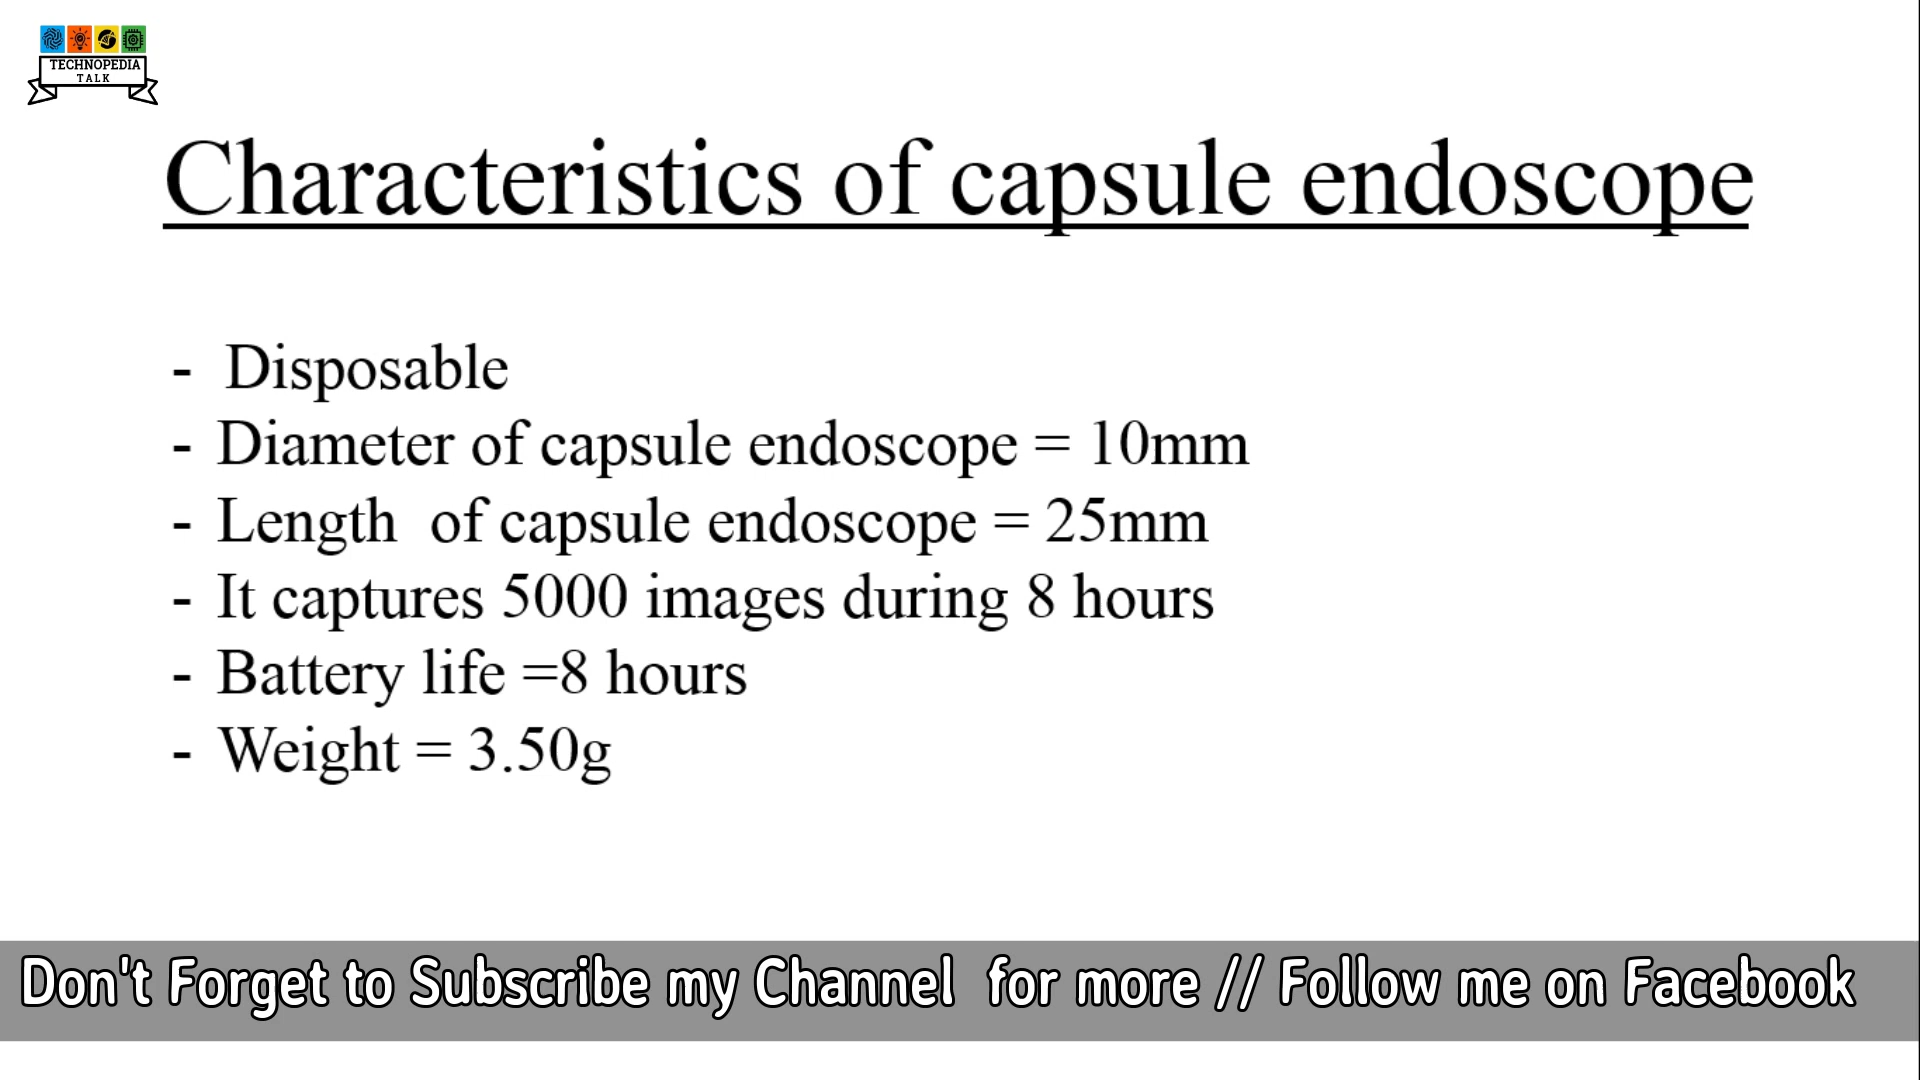 TECHNOPEDIA
TALK
Characteristics of capsule endoscope
- Disposable
- Diameter of capsule endoscope = 10mm
- Length of capsule endoscope = 25mm
- It captures 5000 images during 8 hours
- Battery life =8 hours
- Weight = 3.50g
Don't Forget to Subscribe my Channel for more // Follow me on Facebook